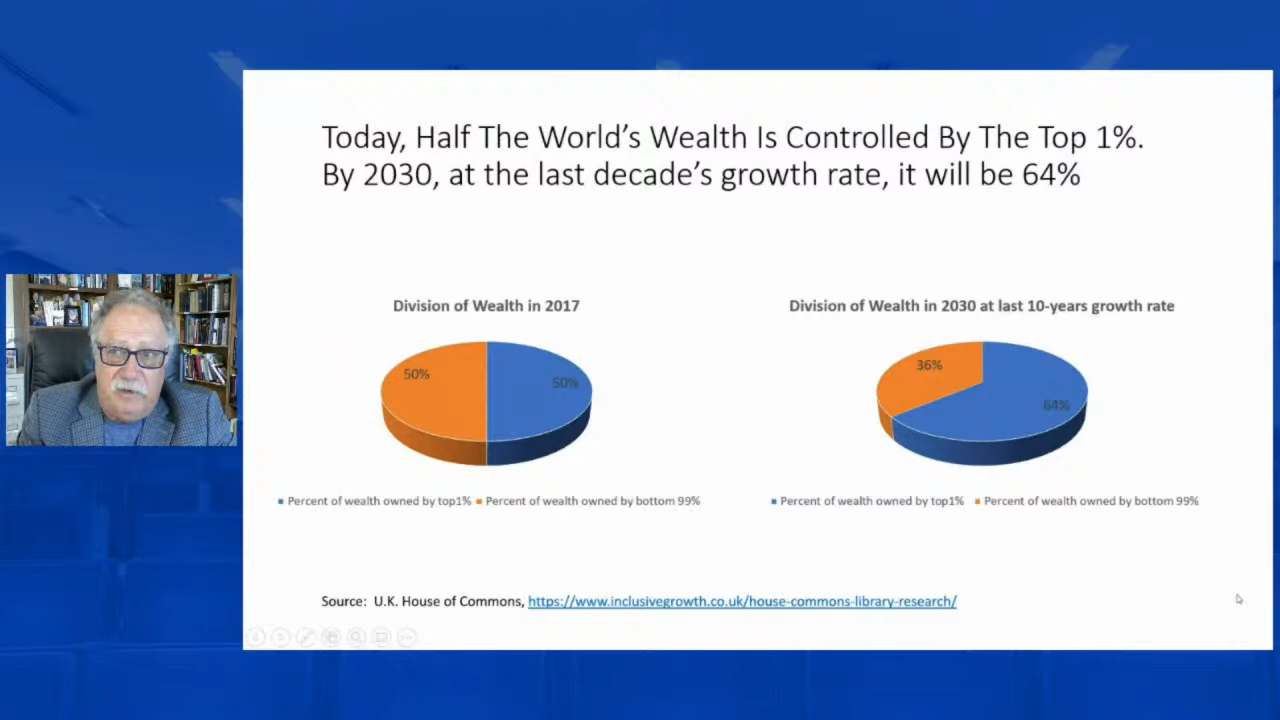 Today, Half The World's Wealth Is Controlled By The Top 1%.
By 2030, at the last decade's growth rate, it will be 64%
Division of Wealth in 2017
50%
50%
Percent of wealth owned by top1%
Percent of wealth owned by bottom 99%
Division of Wealth in 2030 at last 10-years growth rate
36%
64%
Percent of wealth owned by top1%
Percent of wealth owned by bottom 99%
Source: U.K. House of Commons, https://www.inclusivegrowth.co.uk/house-commons-library-research/